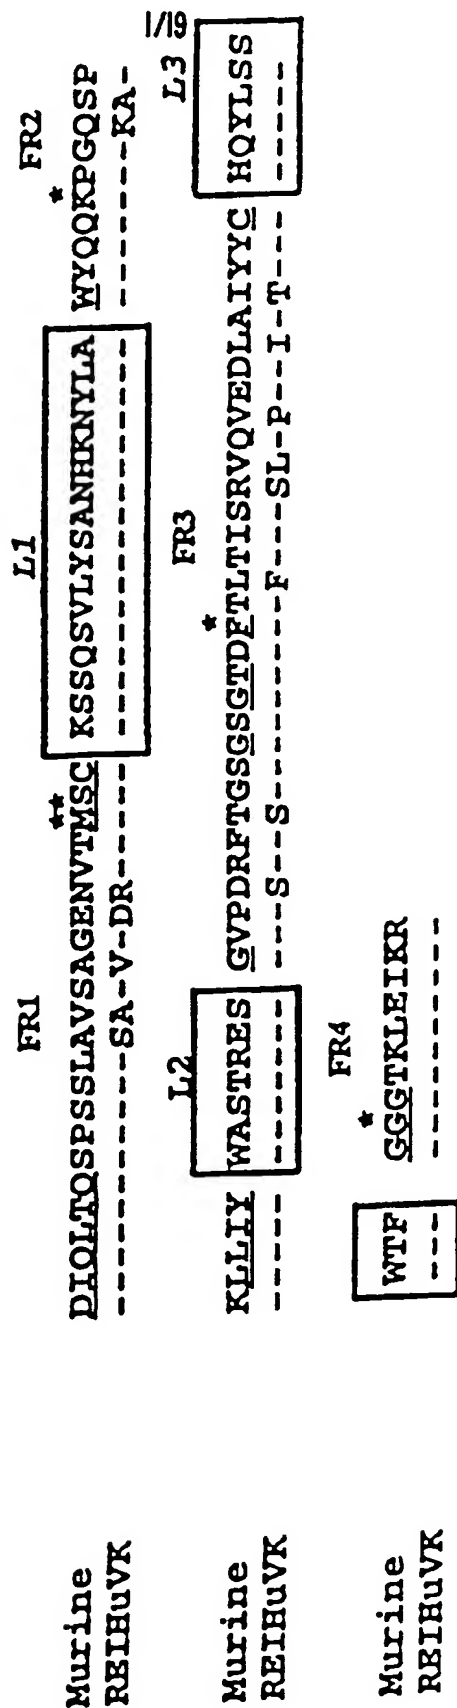 1/19
FR1 L1 FR2
** *
Murine DIQLTQSPSSLAVSAGENVTMSC KSSQSVLYSANHKNYLA WYQQKPGQSP
REIHuVK -----------SA-V-DR----- ----------------- -------KA-
L2 FR3 L3
*
Murine KLLIY WASTRES GVPDRFTGSGSGTDFTLTISRVQVEDLAIYYC HQYLSS
REIHuVK ----- ------- ---S--S---------F---SL-P--I-T--- ------
FR4
*
Murine WTF GGGTKLEIKR
REIHuVK --- ----------